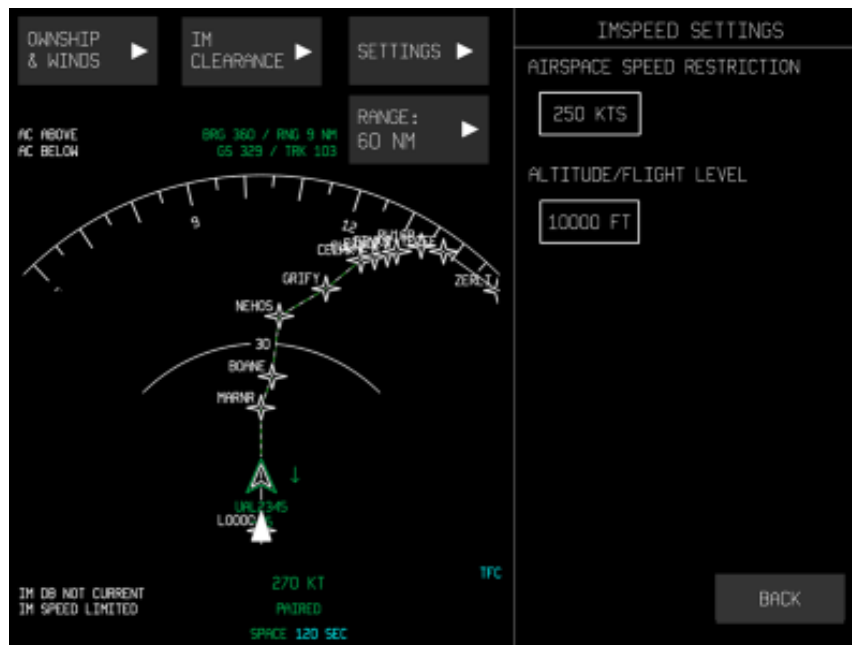 OWNSHIP
& WINDS
IM
CLEARANCE
SETTINGS
RANGE:
60 NM
AC ABOVE
AC BELOW
BRG 360 / RNG 9 NM
GS 329 / TRK 103
9
12
GRIFY
ZERLI
NEHOS
30
BOANE
MARNR
UAL2345
270 KT
PAIRED
SPACE 120 SEC
TFC
IM DB NOT CURRENT
IM SPEED LIMITED
IMSPEED SETTINGS
AIRSPACE SPEED RESTRICTION
250 KTS
ALTITUDE/FLIGHT LEVEL
10000 FT
BACK